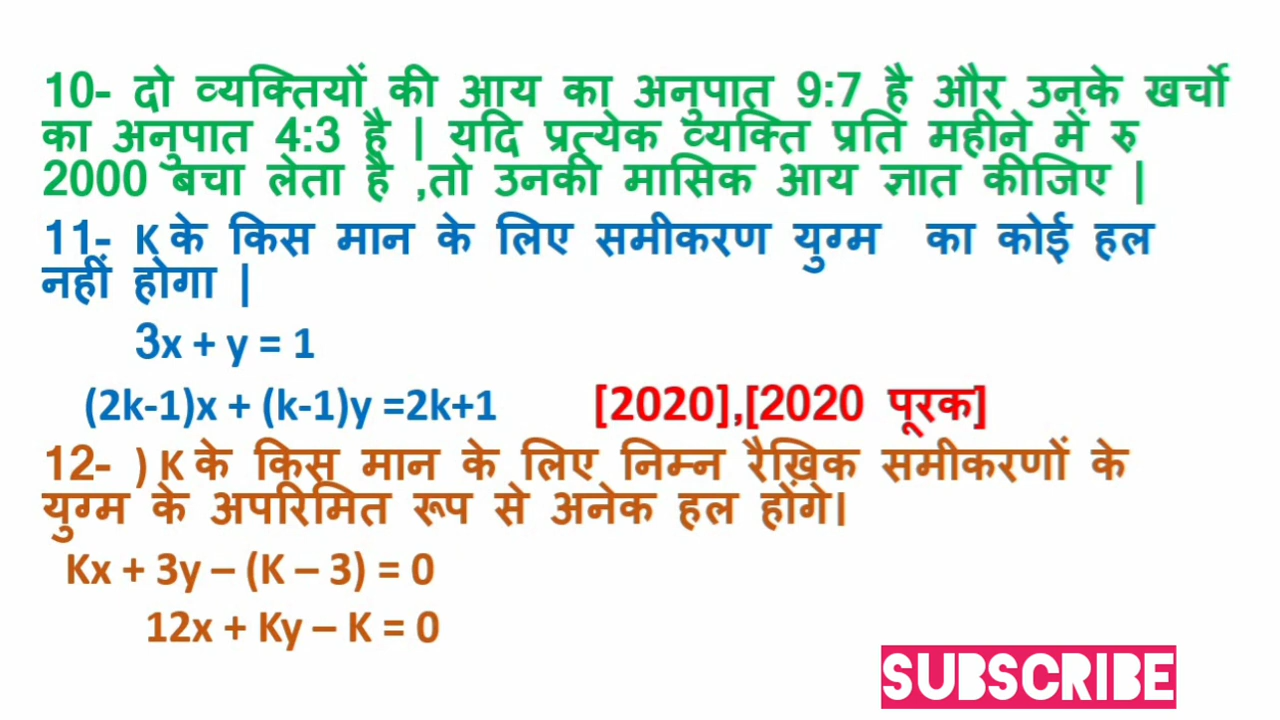 10- दो व्यक्तियों की आय का अनुपात 9:7 है और उनके खर्चो
का अनुपात 4:3 है | यदि प्रत्येक व्यक्ति प्रति महीने में रु
2000 बचा लेता है ,तो उनकी मासिक आय ज्ञात कीजिए |
11- K के किस मान के लिए समीकरण युग्म का कोई हल
नहीं होगा |
3x + y = 1
(2k-1)x + (k-1)y =2k+1 [2020],[2020 पूरक]
12- ) K के किस मान के लिए निम्न रैखिक समीकरणों के
युग्म के अपरिमित रूप से अनेक हल होंगे।
Kx + 3y – (K – 3) = 0
12x + Ky – K = 0
SUBSCRIBE